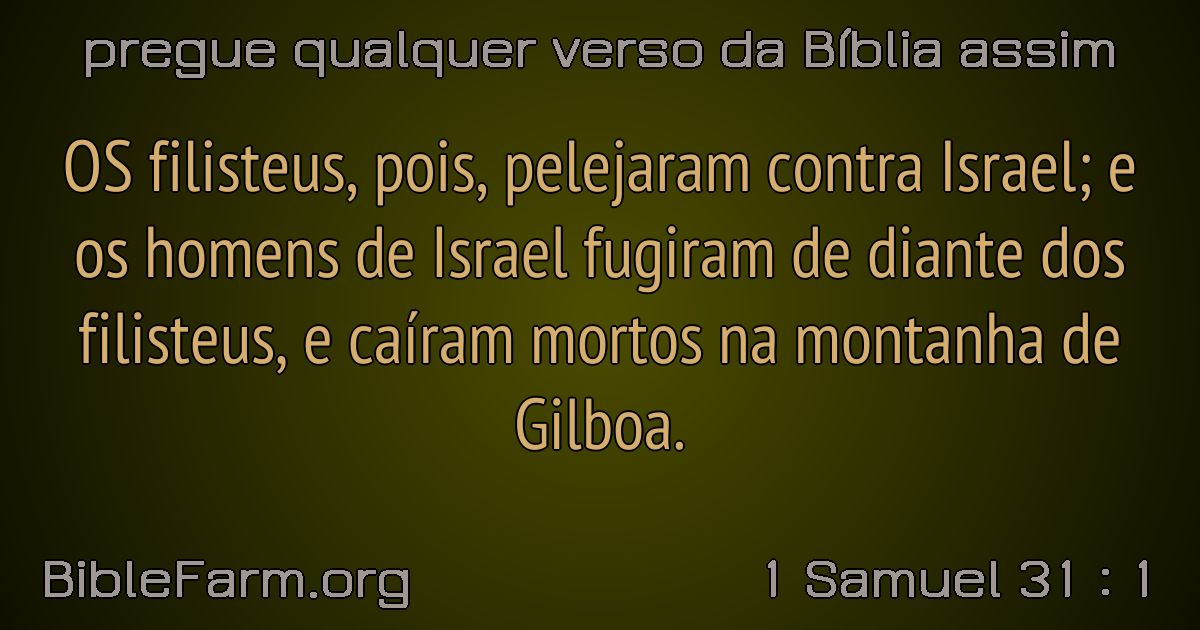 pregue qualquer verso da Bíblia assim
OS filisteus, pois, pelejaram contra Israel; e
os homens de Israel fugiram de diante dos
filisteus, e caíram mortos na montanha de
Gilboa.
BibleFarm.org
1 Samuel 31 : 1